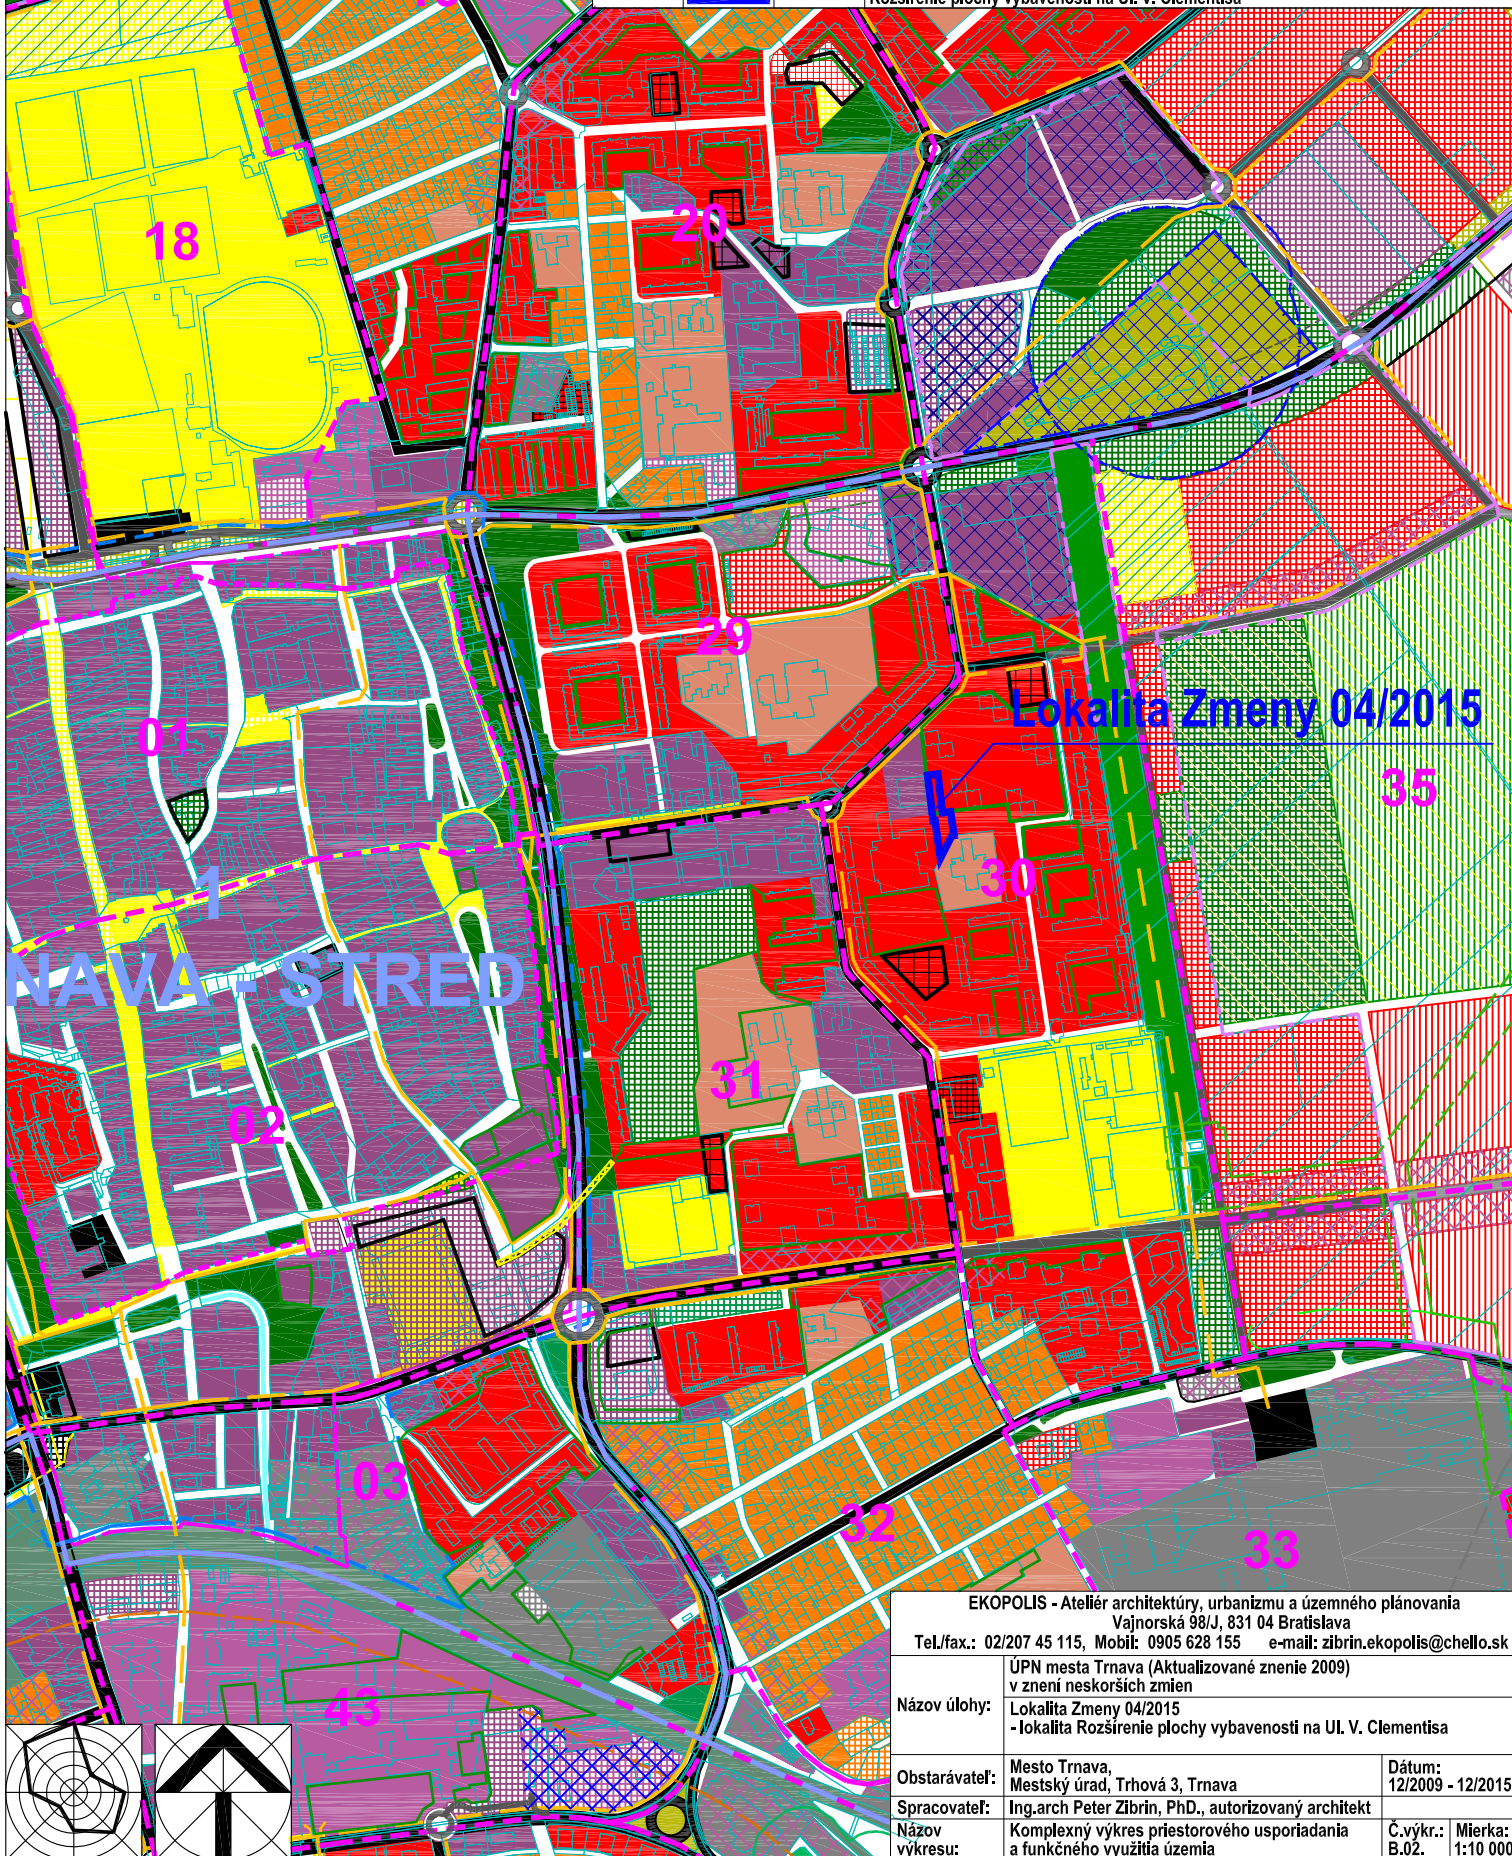 Rozšírenie plochy vybavenosti na Ul. V. Clementisa
18
20
29
01
Lokalita Zmeny 04/2015
35
30
1
NAVA - STRED
31
02
03
32
33
43
EKOPOLIS - Ateliér architektúry, urbanizmu a územného plánovania
Vajnorská 98/J, 831 04 Bratislava
Tel./fax.: 02/207 45 115, Mobil: 0905 628 155 e-mail: zibrin.ekopolis@chello.sk
Názov úlohy:
ÚPN mesta Trnava (Aktualizované znenie 2009)
v znení neskorších zmien
Lokalita Zmeny 04/2015
- lokalita Rozšírenie plochy vybavenosti na Ul. V. Clementisa
Obstarávateľ:
Mesto Trnava,
Mestský úrad, Trhová 3, Trnava
Dátum:
12/2009 - 12/2015
Spracovateľ:
Ing.arch Peter Zibrin, PhD., autorizovaný architekt
Názov
výkresu:
Komplexný výkres priestorového usporiadania
a funkčného využitia územia
Č.výkr.:
B.02.
Mierka:
1:10 000